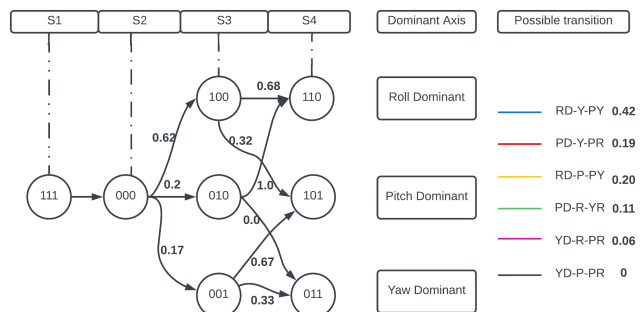 S1 S2 S3 S4 Dominant Axis Possible transition
0.68
100 110 Roll Dominant
RD-Y-PY 0.42
0.62 0.32
PD-Y-PR 0.19
RD-P-PY 0.20
0.2 1.0
111 000 010 101 Pitch Dominant
PD-R-YR 0.11
0.0
YD-R-PR 0.06
0.17
0.67
YD-P-PR 0
001 011 Yaw Dominant
0.33